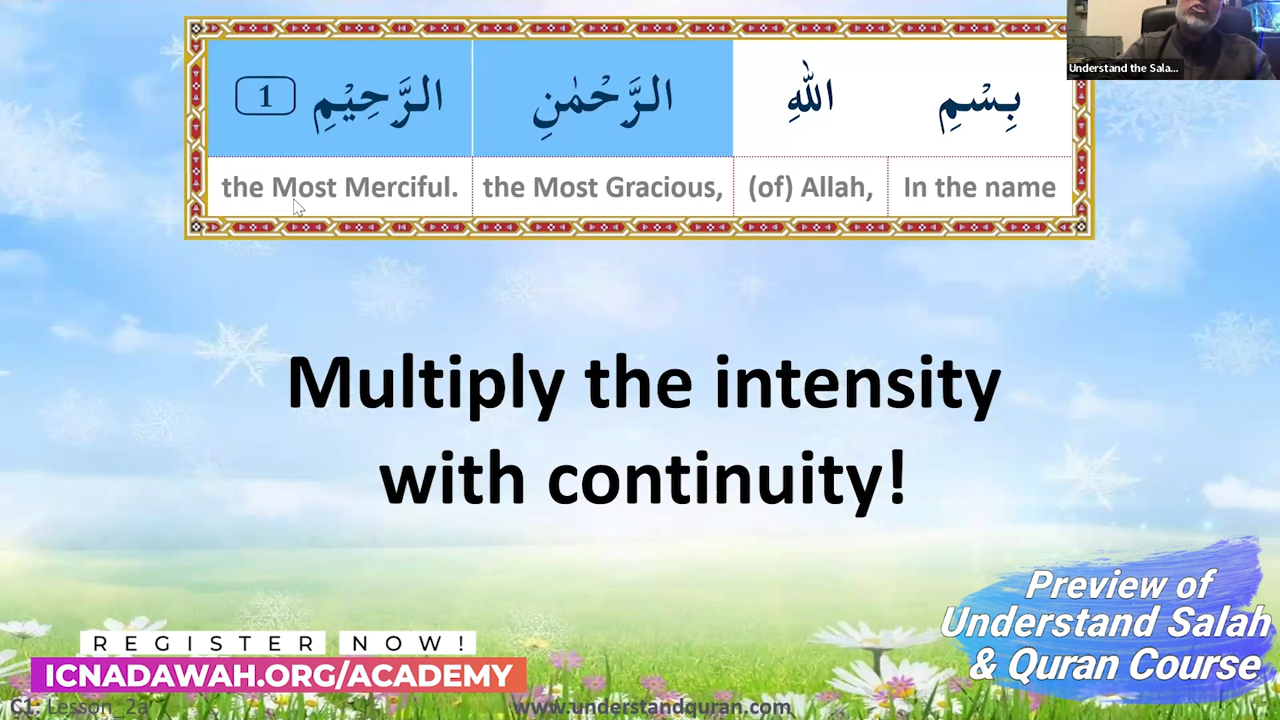 بِسْمِ اللّٰهِ الرَّحْمٰنِ الرَّحِيْمِ 1
In the name (of) Allah, the Most Gracious, the Most Merciful.
Understand the Sala...
Multiply the intensity
with continuity!
Preview of
Understand Salah
& Quran Course
REGISTER NOW!
ICNADAWAH.ORG/ACADEMY
C1: Lesson_2a
www.understandquran.com